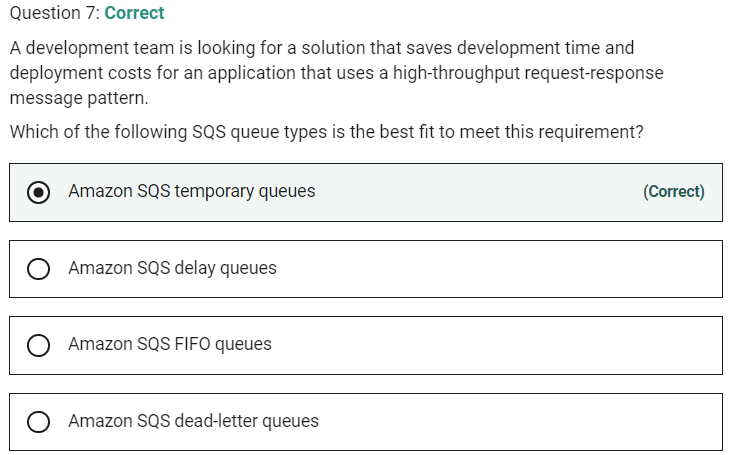 Question 7: Correct
A development team is looking for a solution that saves development time and
deployment costs for an application that uses a high-throughput request-response
message pattern.
Which of the following SQS queue types is the best fit to meet this requirement?
Amazon SQS temporary queues (Correct)
Amazon SQS delay queues
Amazon SQS FIFO queues
Amazon SQS dead-letter queues